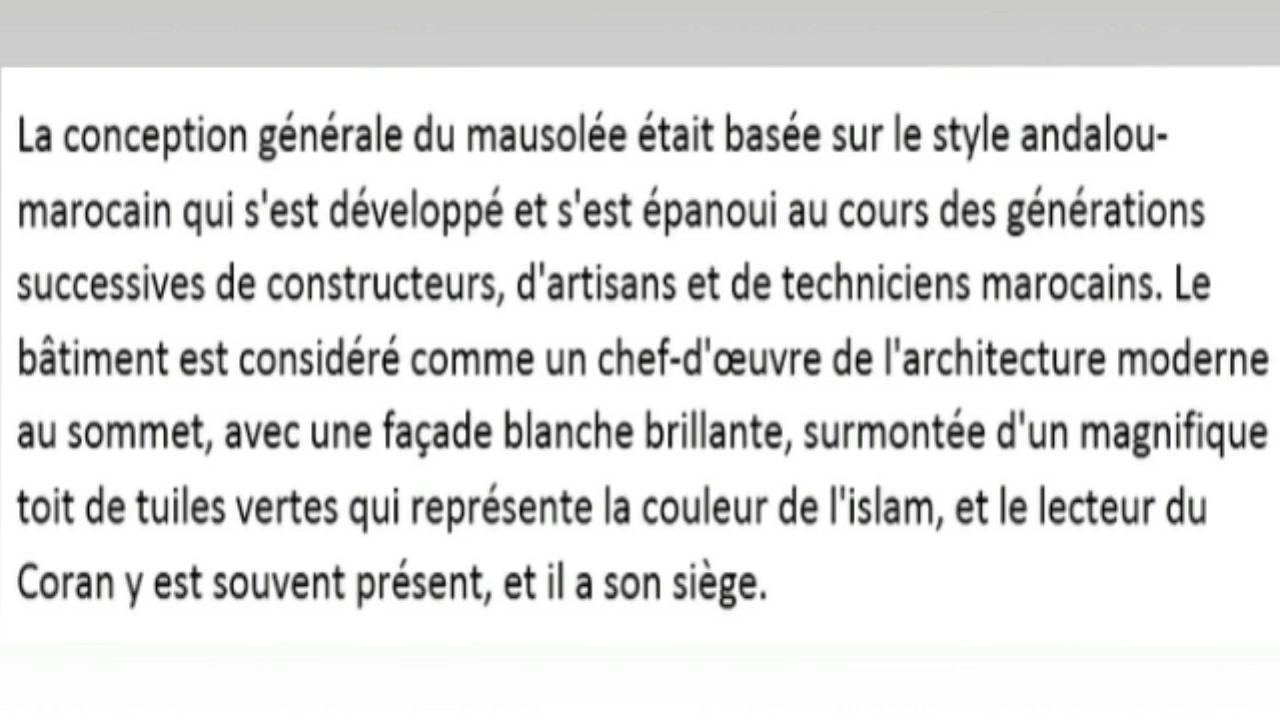 La conception générale du mausolée était basée sur le style andalou-
marocain qui s'est développé et s'est épanoui au cours des générations
successives de constructeurs, d'artisans et de techniciens marocains. Le
bâtiment est considéré comme un chef-d'œuvre de l'architecture moderne
au sommet, avec une façade blanche brillante, surmontée d'un magnifique
toit de tuiles vertes qui représente la couleur de l'islam, et le lecteur du
Coran y est souvent présent, et il a son siège.